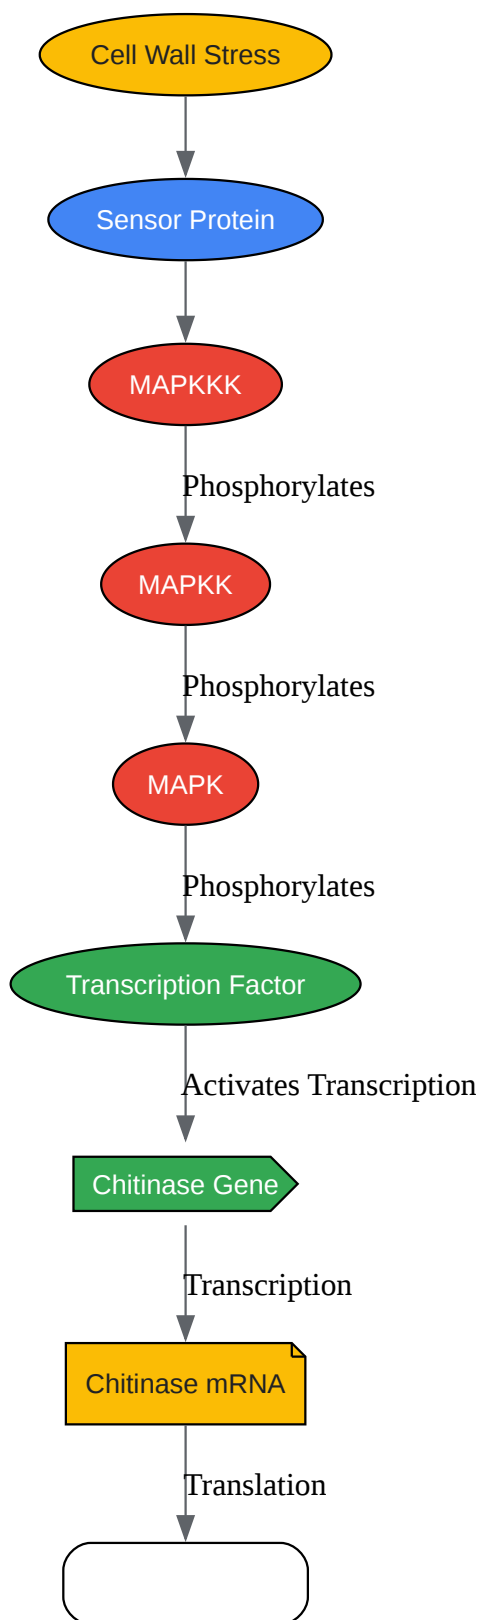 Cell Wall Stress
Sensor Protein
MAPKKK
Phosphorylates
MAPKK
Phosphorylates
MAPK
Phosphorylates
Transcription Factor
Activates Transcription
Chitinase Gene
Transcription
Chitinase mRNA
Translation